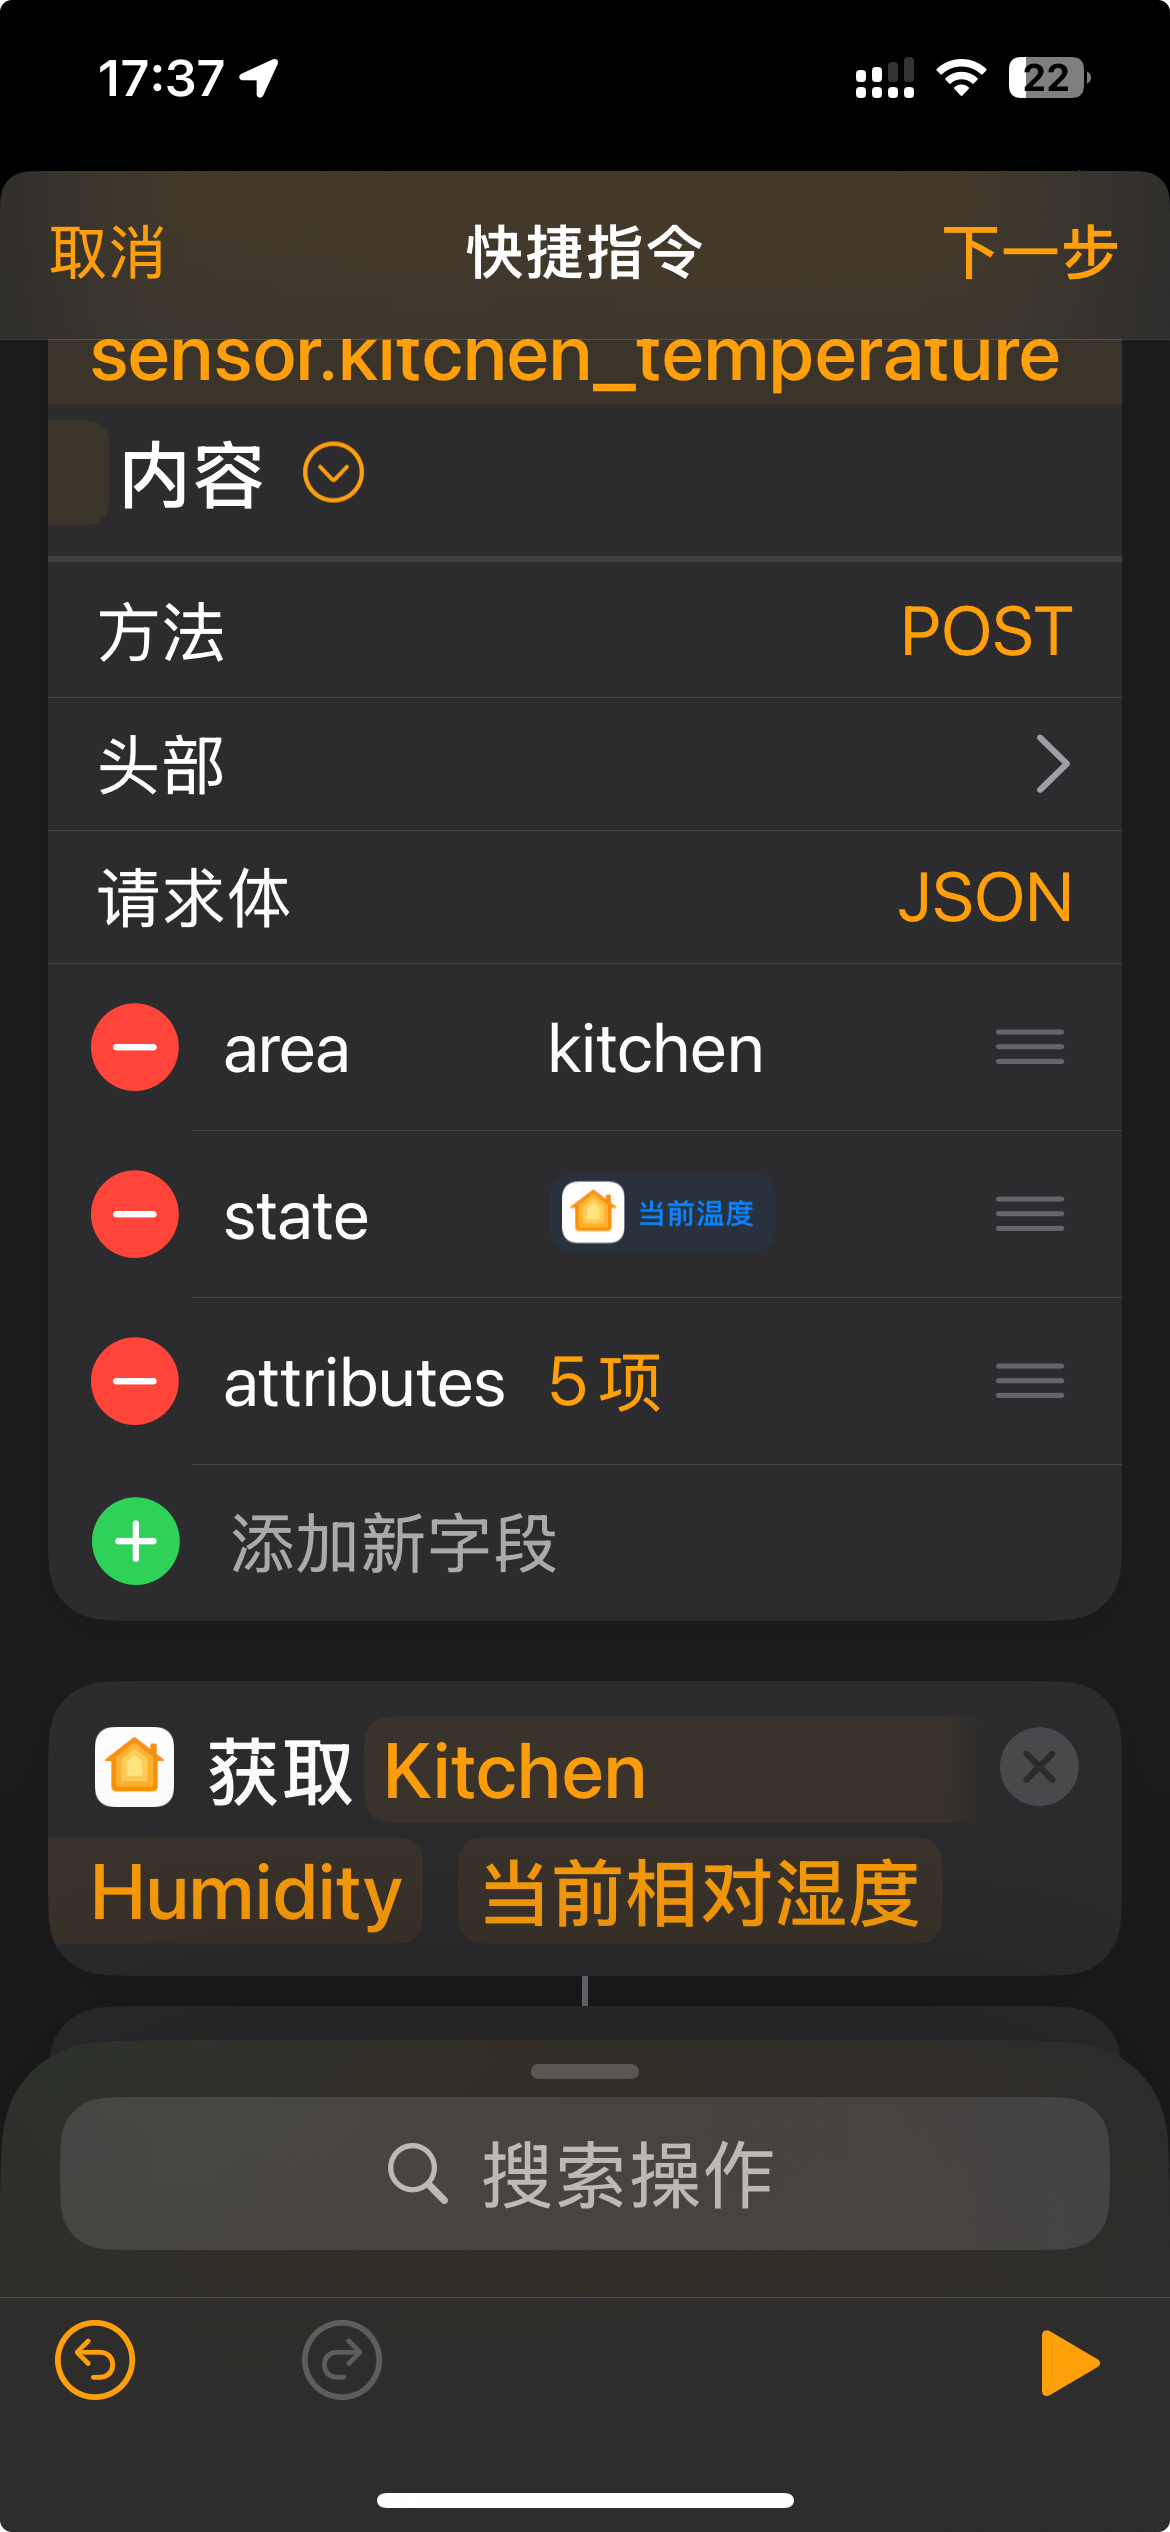 17:37
22
取消 快捷指令 下一步
sensor.kitchen_temperature
内容
方法 POST
头部
请求体 JSON
area kitchen
state 当前温度
attributes 5 项
添加新字段
获取 Kitchen
Humidity 当前相对湿度
搜索操作